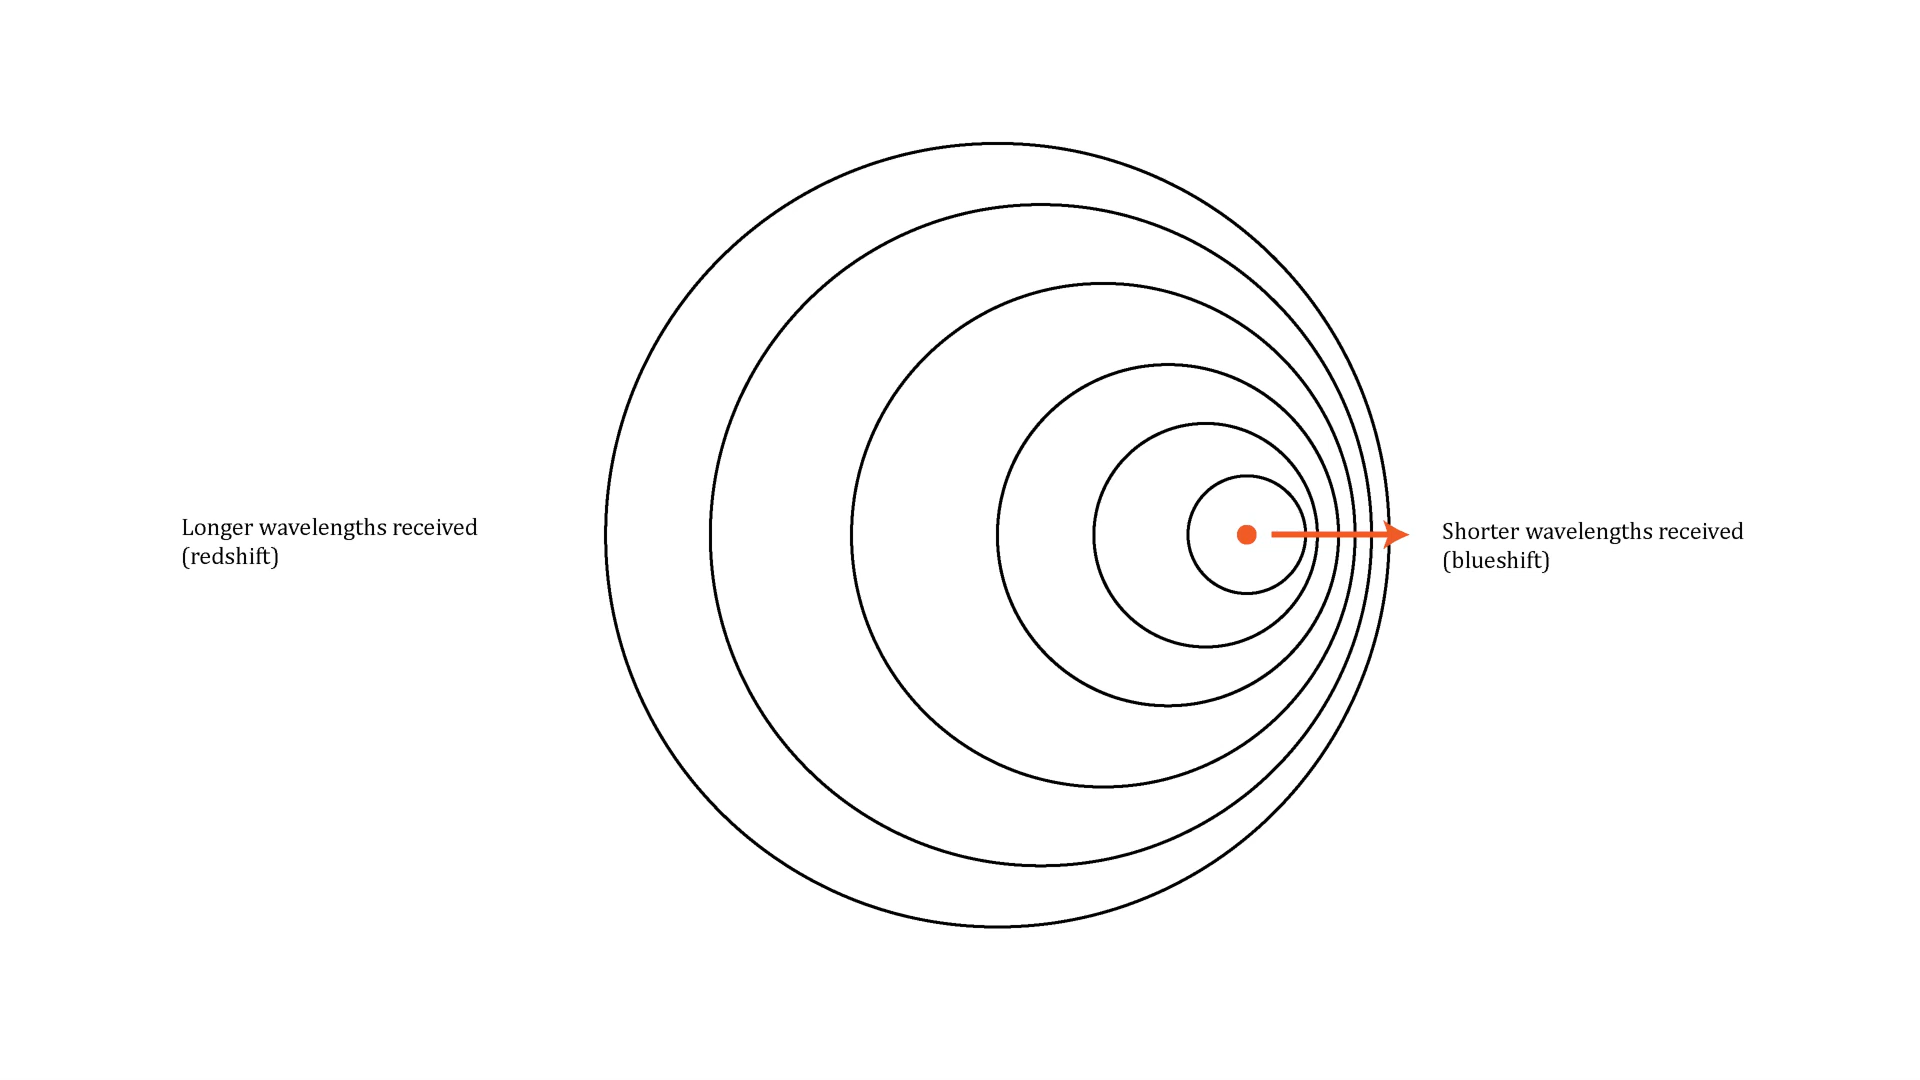 Longer wavelengths received
(redshift)
Shorter wavelengths received
(blueshift)